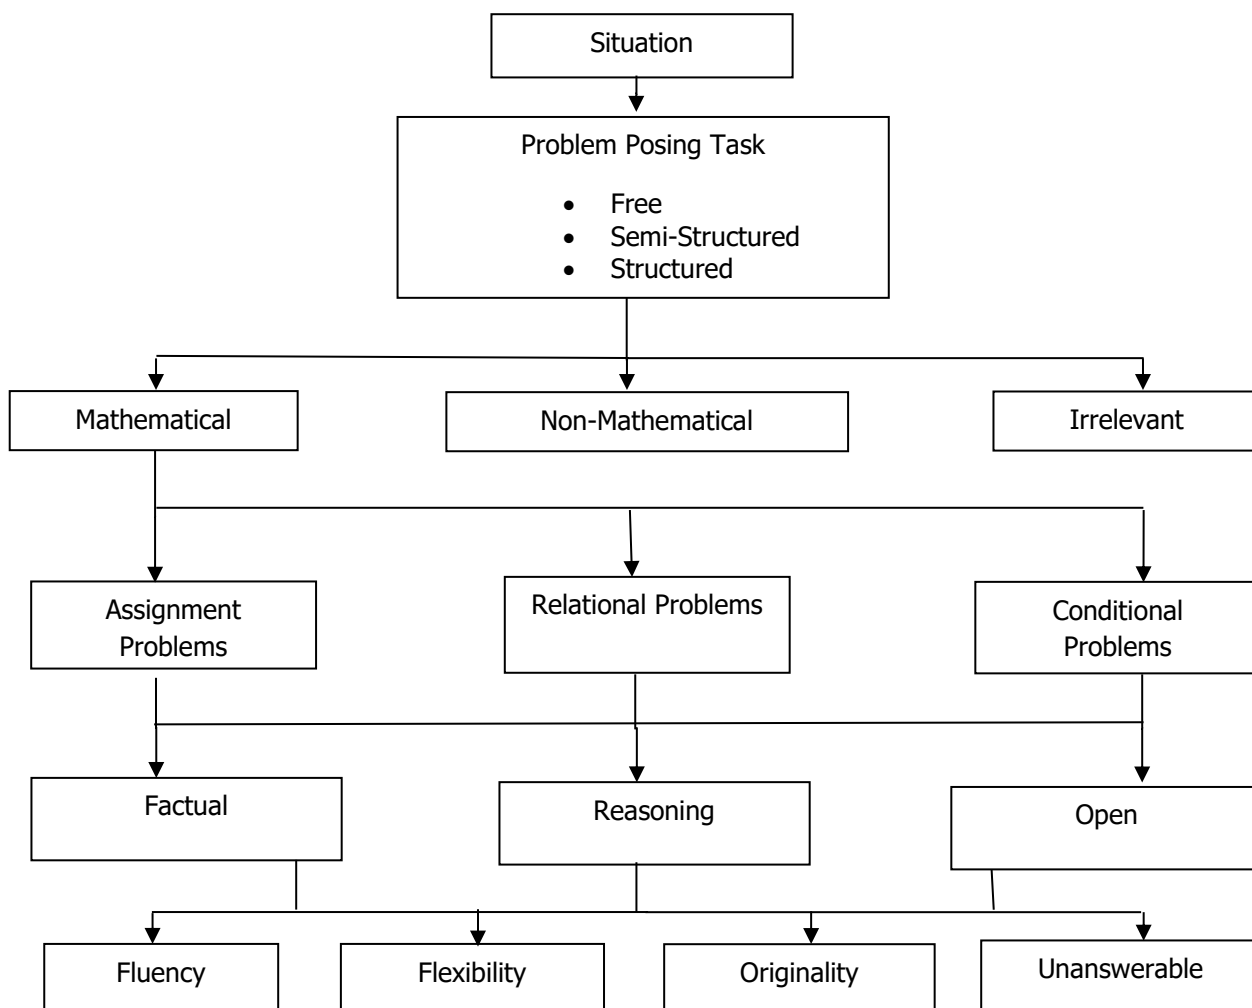 Situation
Problem Posing Task
• Free
• Semi-Structured
• Structured
Mathematical
Non-Mathematical
Irrelevant
Assignment
Problems
Relational Problems
Conditional
Problems
Factual
Reasoning
Open
Fluency
Flexibility
Originality
Unanswerable